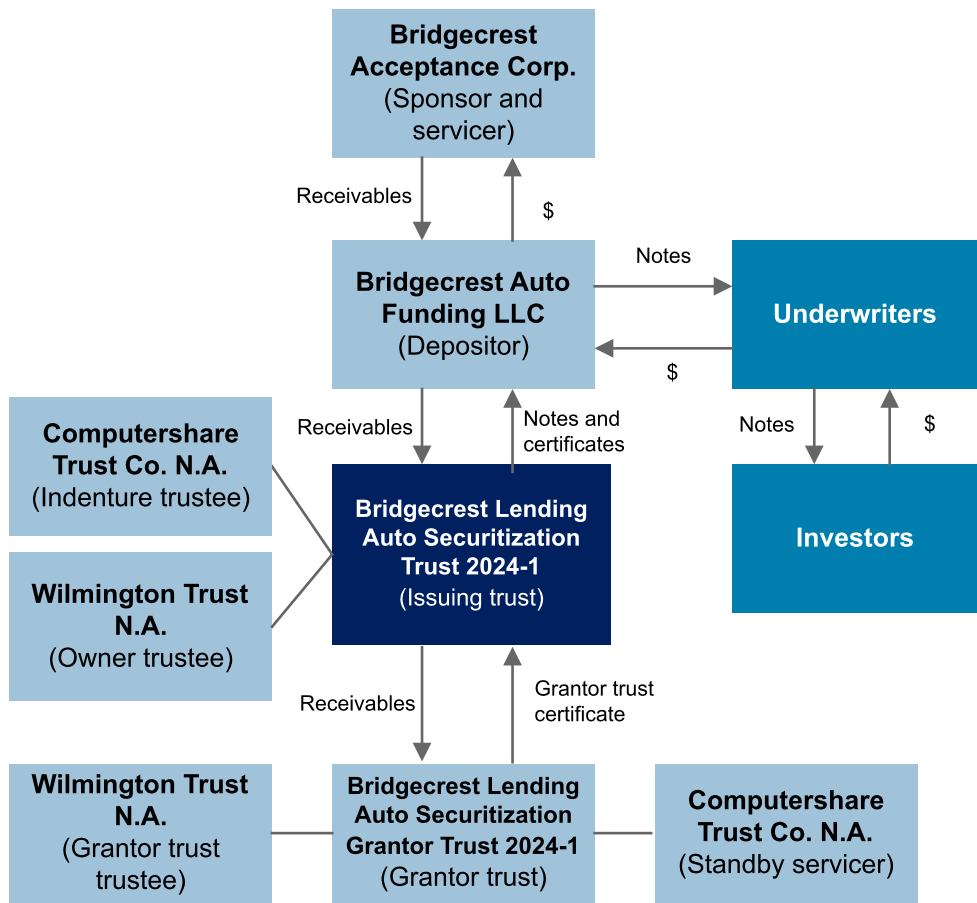 Bridgecrest
Acceptance Corp.
(Sponsor and
servicer)
Receivables
$
Bridgecrest Auto
Funding LLC
(Depositor)
Notes
$
Underwriters
Receivables
Notes and
certificates
Notes
$
Computershare
Trust Co. N.A.
(Indenture trustee)
Bridgecrest Lending
Auto Securitization
Trust 2024-1
(Issuing trust)
Investors
Wilmington Trust
N.A.
(Owner trustee)
Receivables
Grantor trust
certificate
Wilmington Trust
N.A.
(Grantor trust
trustee)
Bridgecrest Lending
Auto Securitization
Grantor Trust 2024-1
(Grantor trust)
Computershare
Trust Co. N.A.
(Standby servicer)